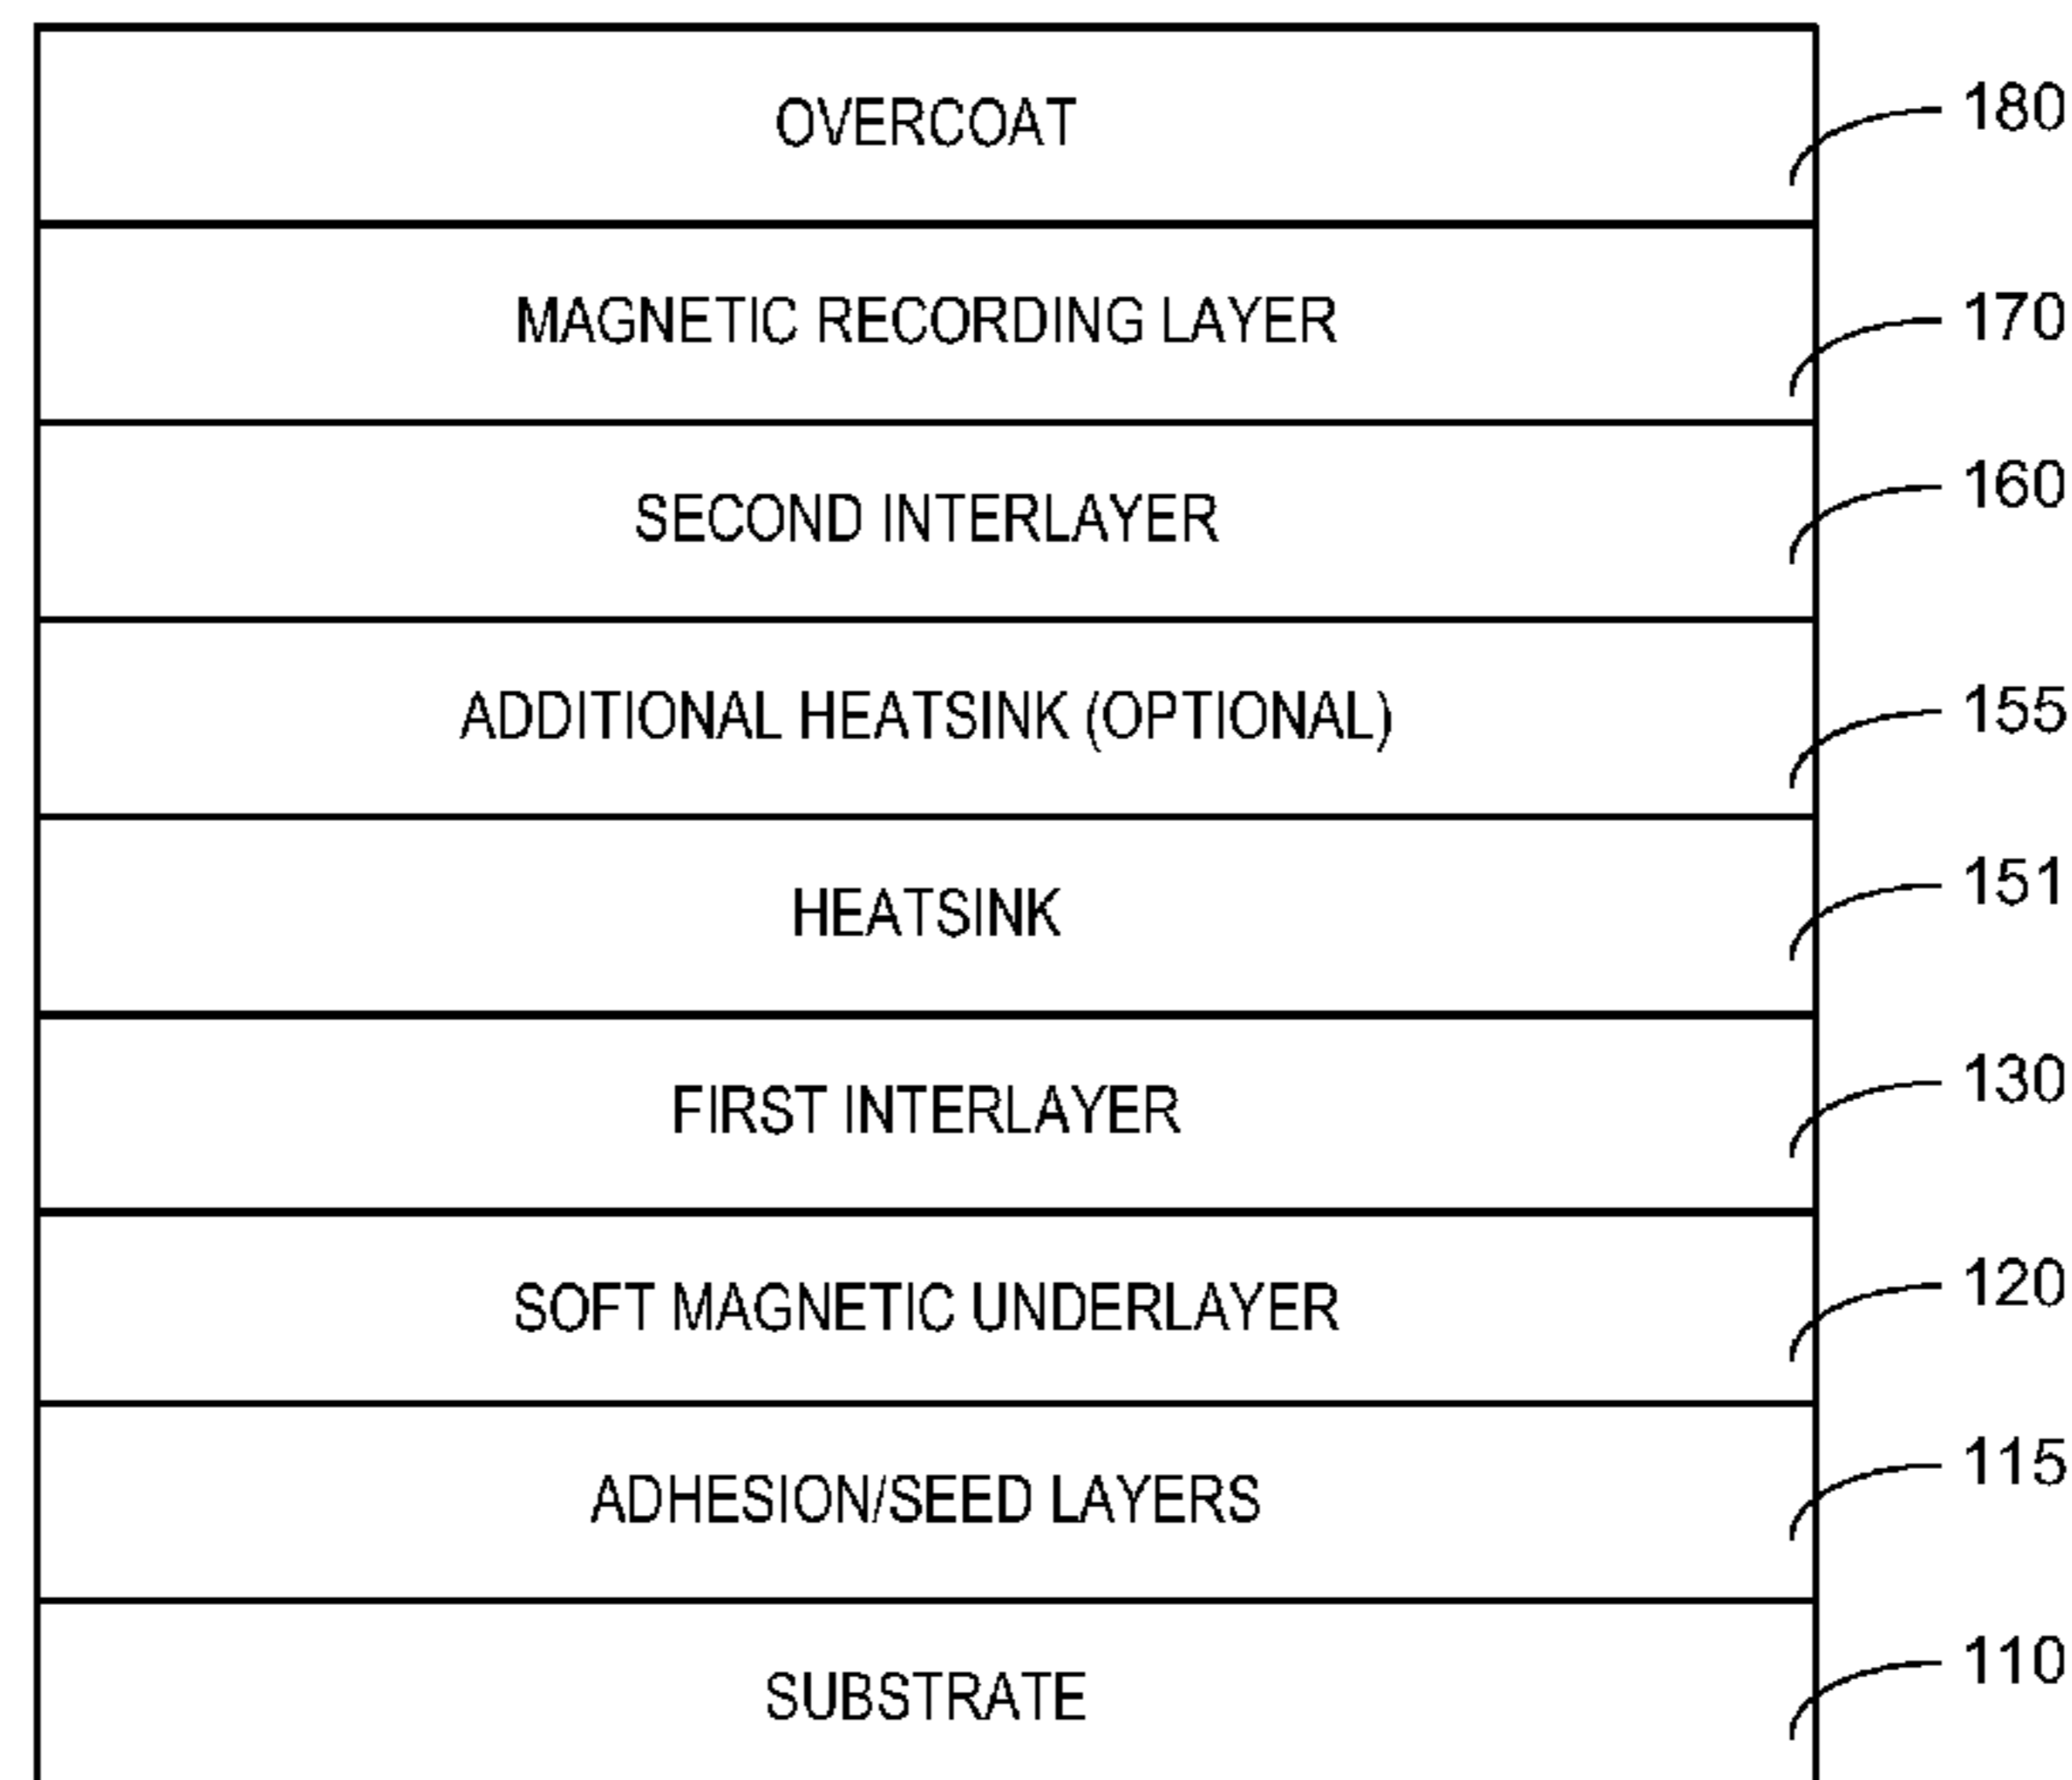 OVERCOAT 180
MAGNETIC RECORDING LAYER 170
SECOND INTERLAYER 160
ADDITIONAL HEATSINK (OPTIONAL) 155
HEATSINK 151
FIRST INTERLAYER 130
SOFT MAGNETIC UNDERLAYER 120
ADHESION/SEED LAYERS 115
SUBSTRATE 110